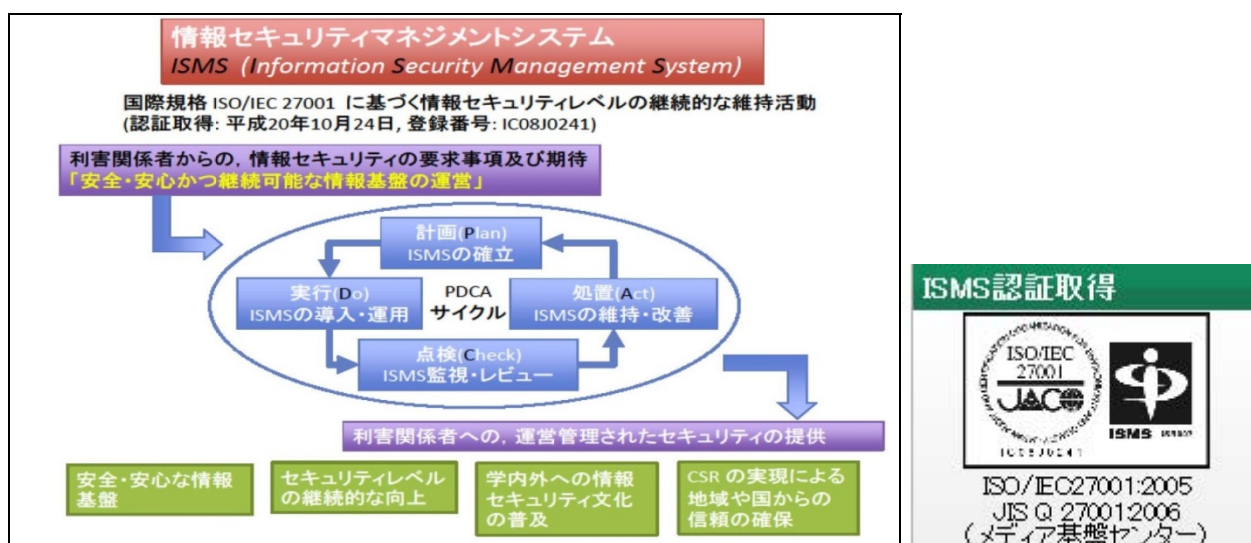 情報セキュリティマネジメントシステム
ISMS (Information Security Management System)
国際規格 ISO/IEC 27001 に基づく情報セキュリティレベルの継続的な維持活動
(認証取得: 平成20年10月24日, 登録番号: IC08J0241)
利害関係者からの, 情報セキュリティの要求事項及び期待
「安全・安心かつ継続可能な情報基盤の運営」
計画(Plan)
ISMSの確立
実行(Do)
ISMSの導入・運用
PDCA
サイクル
処置(Act)
ISMSの維持・改善
点検(Check)
ISMS監視・レビュー
利害関係者への, 運営管理されたセキュリティの提供
安全・安心な情報
基盤
セキュリティレベル
の継続的な向上
学内外への情報
セキュリティ文化
の普及
CSR の実現による
地域や国からの
信頼の確保
ISMS認証取得
ISO/IEC
27001
JACO
IC08J0241
ISMS
ISO/IEC27001:2005
JIS Q 27001:2006
(メディア基盤センター)